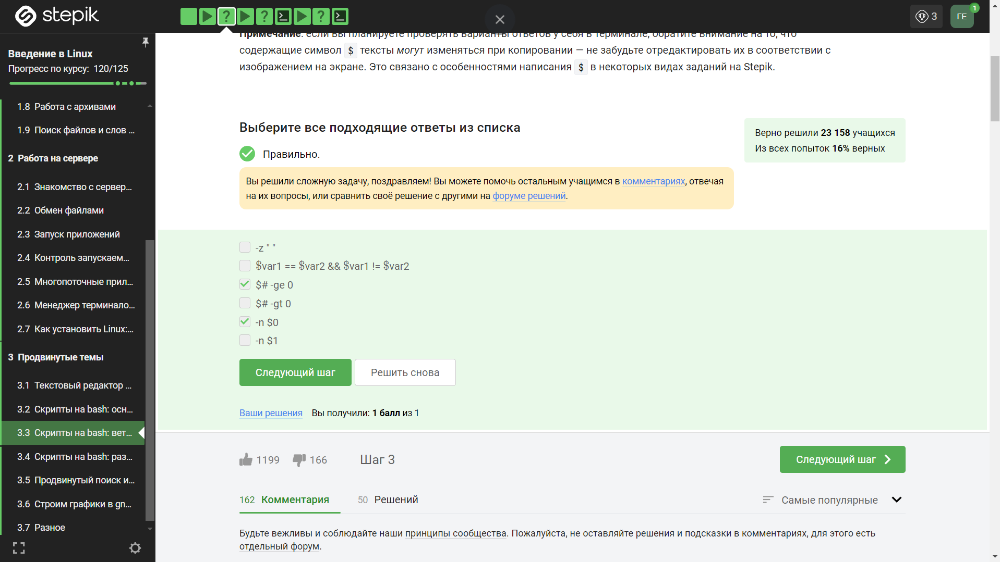 stepik
3
ГЕ
1
Введение в Linux
Прогресс по курсу: 120/125
1.8 Работа с архивами
1.9 Поиск файлов и слов ...
2 Работа на сервере
2.1 Знакомство с сервер...
2.2 Обмен файлами
2.3 Запуск приложений
2.4 Контроль запускаем...
2.5 Многопоточные прил...
2.6 Менеджер терминало...
2.7 Как установить Linux:...
3 Продвинутые темы
3.1 Текстовый редактор ...
3.2 Скрипты на bash: осн...
3.3 Скрипты на bash: вет...
3.4 Скрипты на bash: раз...
3.5 Продвинутый поиск и...
3.6 Строим графики в gn...
3.7 Разное
Примечание: если вы планируете проверять варианты ответов у себя в терминале, обратите внимание на то, что
содержащие символ $ тексты могут изменяться при копировании — не забудьте отредактировать их в соответствии с
изображением на экране. Это связано с особенностями написания $ в некоторых видах заданий на Stepik.
Выберите все подходящие ответы из списка
Верно решили 23 158 учащихся
Из всех попыток 16% верных
Правильно.
Вы решили сложную задачу, поздравляем! Вы можете помочь остальным учащимся в комментариях, отвечая
на их вопросы, или сравнить своё решение с другими на форуме решений.
-z " "
$var1 == $var2 && $var1 != $var2
$# -ge 0
$# -gt 0
-n $0
-n $1
Следующий шаг
Решить снова
Ваши решения Вы получили: 1 балл из 1
1199 166 Шаг 3
Следующий шаг
162 Комментария 50 Решений
Самые популярные
Будьте вежливы и соблюдайте наши принципы сообщества. Пожалуйста, не оставляйте решения и подсказки в комментариях, для этого есть
отдельный форум.